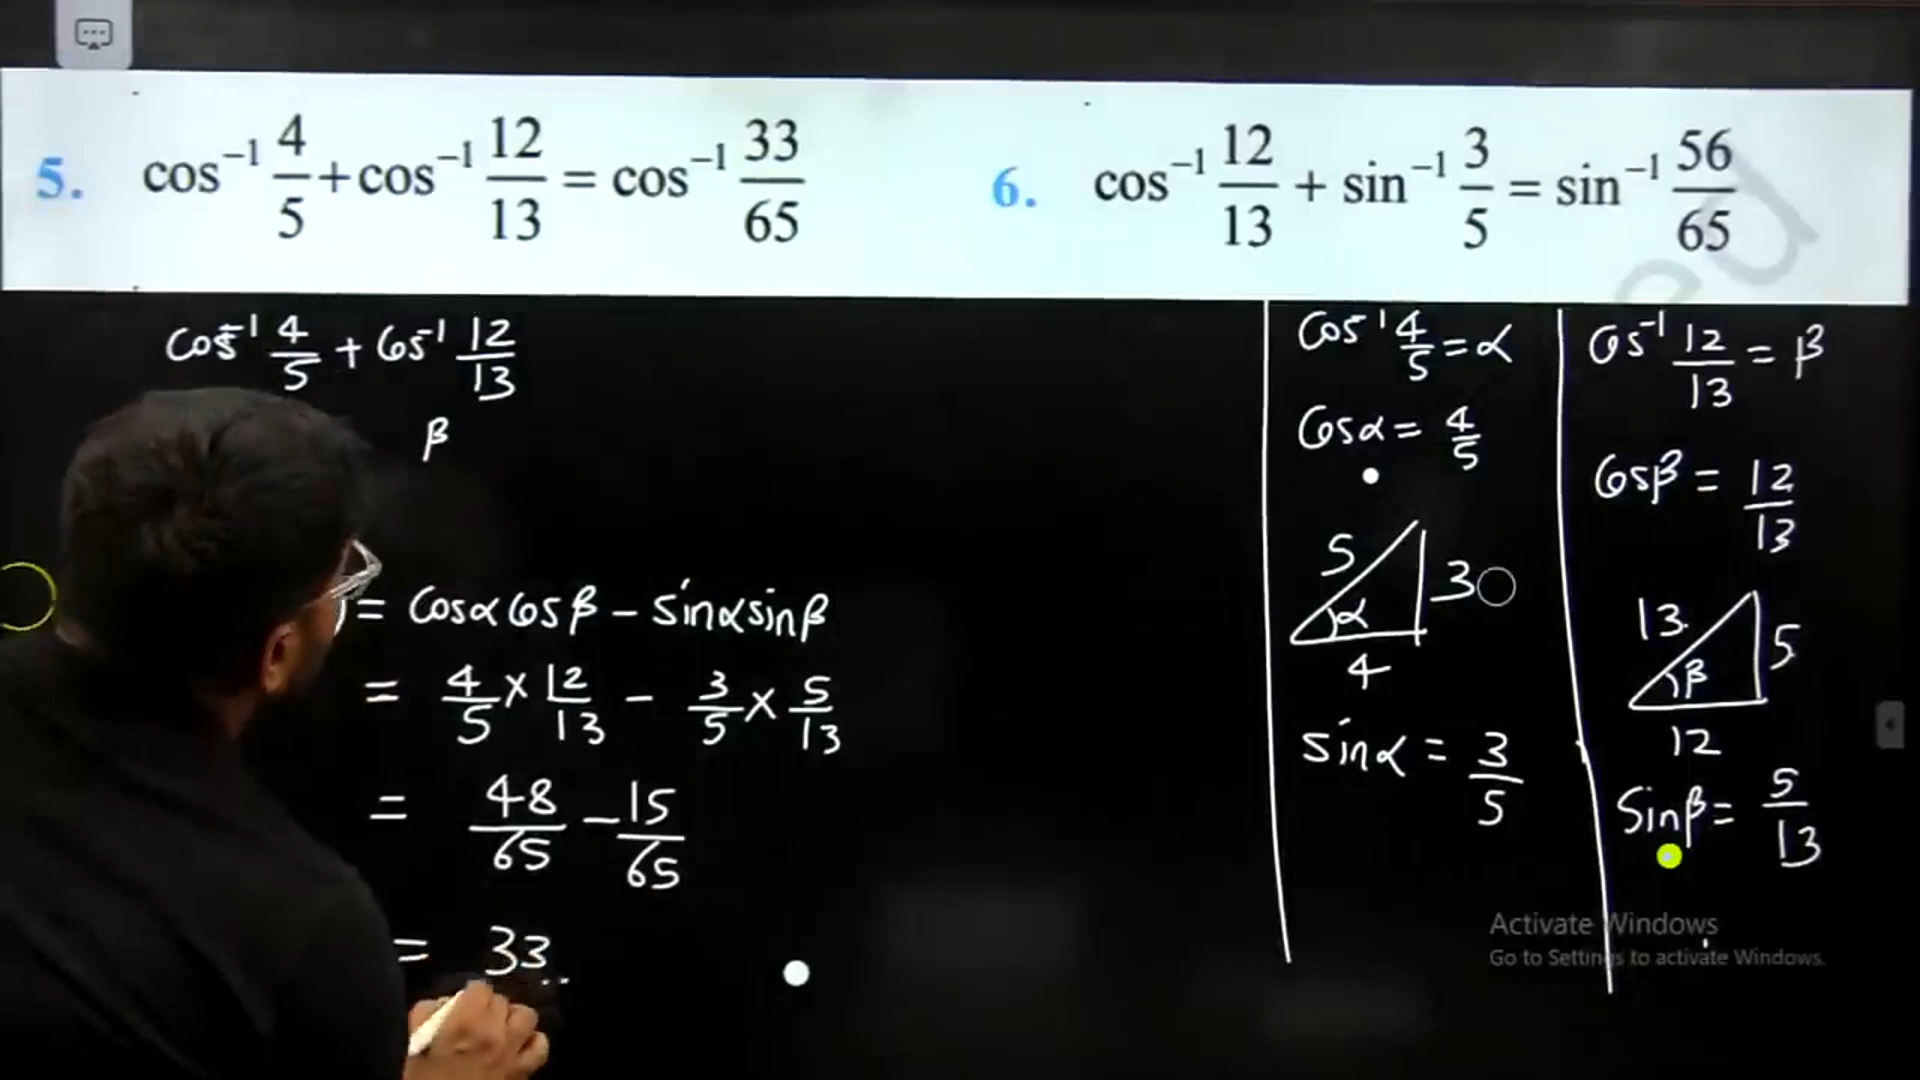 5. cos⁻¹ 4/5 + cos⁻¹ 12/13 = cos⁻¹ 33/65
6. cos⁻¹ 12/13 + sin⁻¹ 3/5 = sin⁻¹ 56/65
Cos⁻¹ 4/5 + Cos⁻¹ 12/13
β
) = Cosα Cosβ − sinα sinβ
= 4/5 × 12/13 − 3/5 × 5/13
= 48/65 − 15/65
= 33
Cos⁻¹ 4/5 = α
Cosα = 4/5
5
3
α
4
sinα = 3/5
Cos⁻¹ 12/13 = β
Cosβ = 12/13
13
5
β
12
Sinβ = 5/13
Activate Windows
Go to Settings to activate Windows.